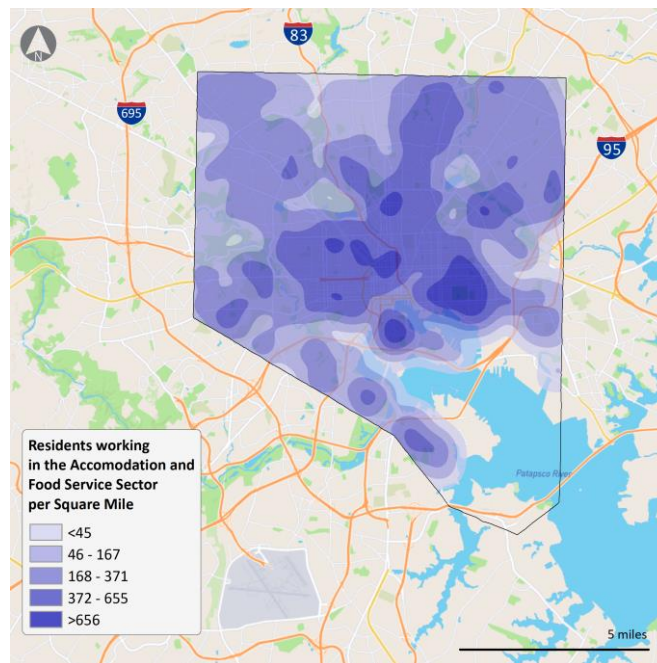 83
N
695
95
Residents working
in the Accomodation and
Food Service Sector
per Square Mile
<45
46 - 167
168 - 371
372 - 655
>656
Patapsco River
5 miles